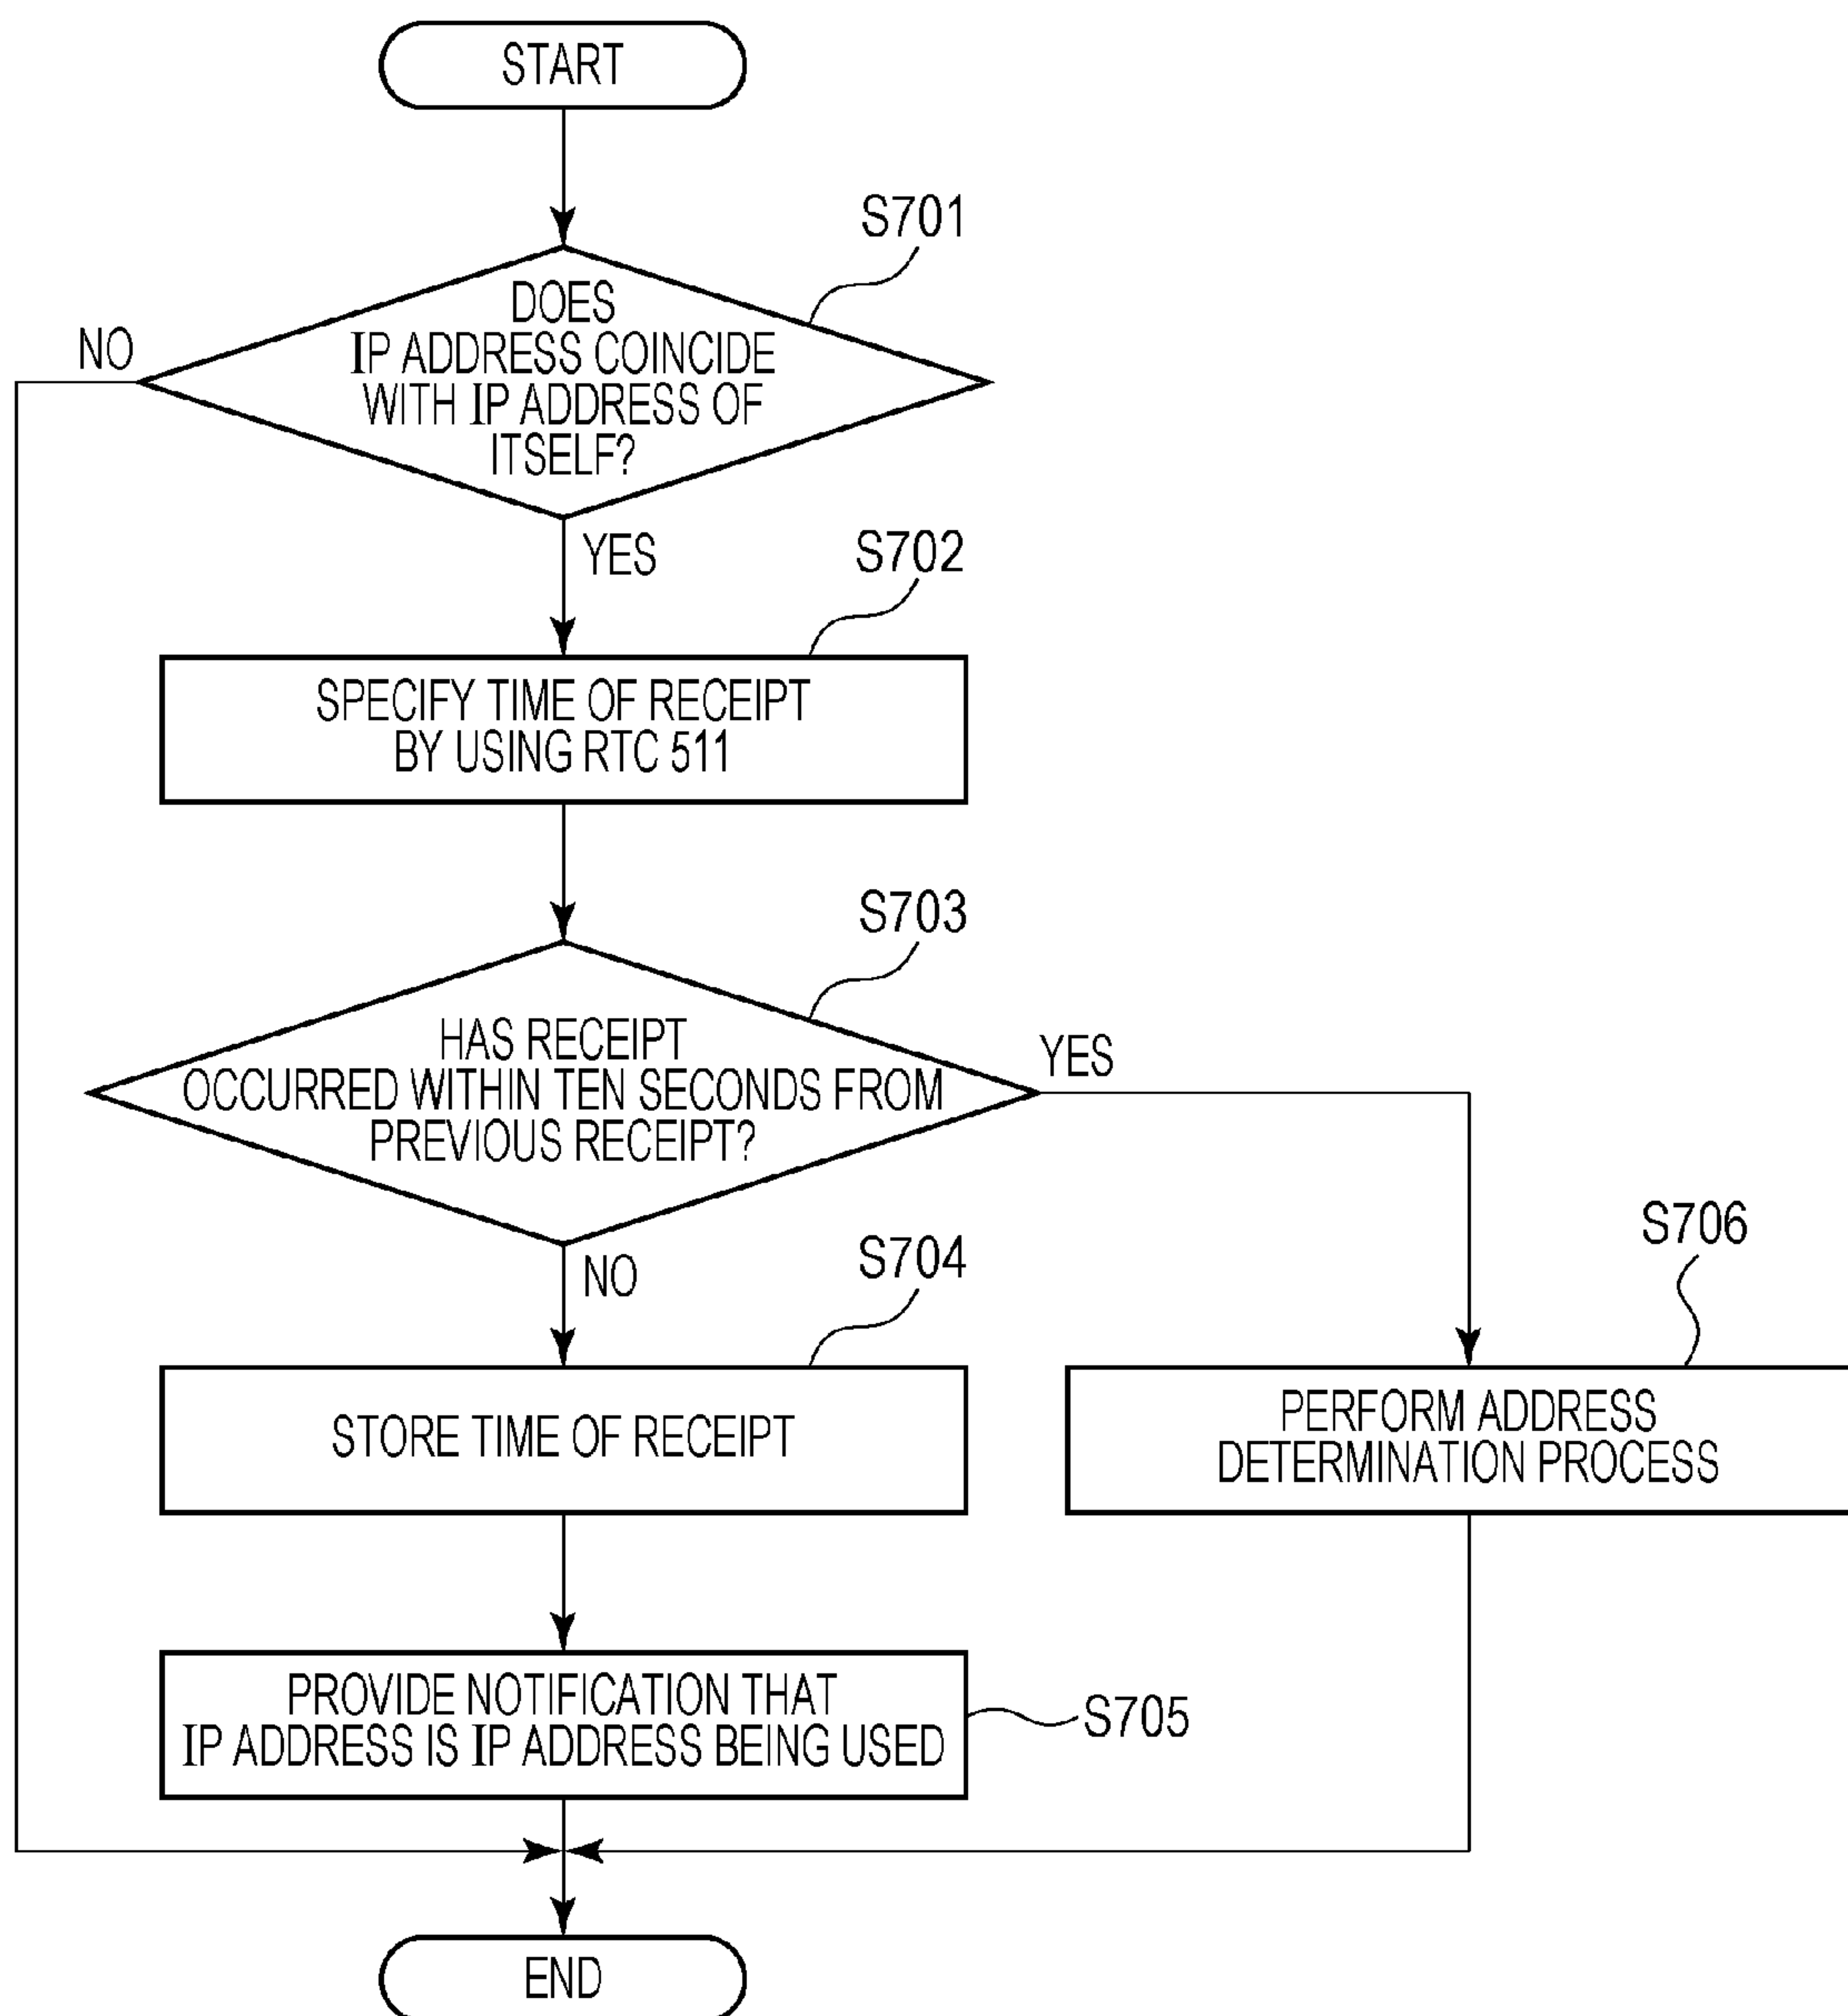 START
S701
DOES
IP ADDRESS COINCIDE
WITH IP ADDRESS OF
ITSELF?
NO
YES
S702
SPECIFY TIME OF RECEIPT
BY USING RTC 511
S703
HAS RECEIPT
OCCURRED WITHIN TEN SECONDS FROM
PREVIOUS RECEIPT?
YES
NO
S704
STORE TIME OF RECEIPT
S706
PERFORM ADDRESS
DETERMINATION PROCESS
PROVIDE NOTIFICATION THAT
IP ADDRESS IS IP ADDRESS BEING USED
S705
END